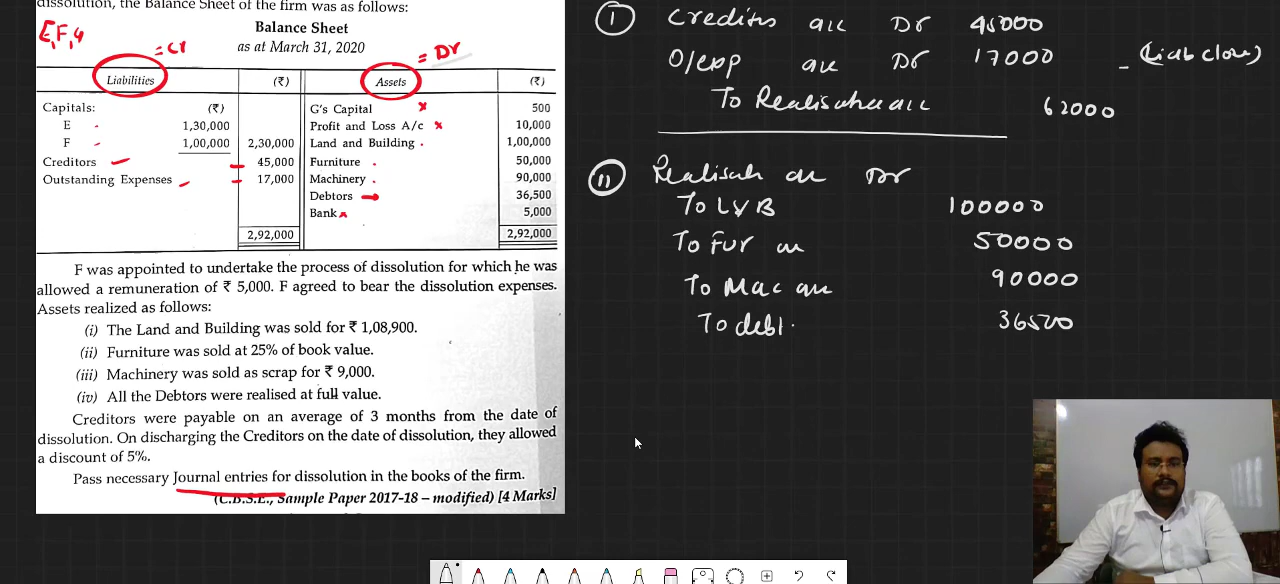 dissolution, the Balance Sheet of the firm was as follows:
Balance Sheet
as at March 31, 2020
E, F, G
= Cr
= Dr
Liabilities (₹) Assets (₹)
Capitals: (₹) G's Capital 500
E 1,30,000 Profit and Loss A/c 10,000
F 1,00,000 2,30,000 Land and Building 1,00,000
Creditors 45,000 Furniture 50,000
Outstanding Expenses 17,000 Machinery 90,000
Debtors 36,500
Bank 5,000
2,92,000 2,92,000
F was appointed to undertake the process of dissolution for which he was
allowed a remuneration of ₹ 5,000. F agreed to bear the dissolution expenses.
Assets realized as follows:
(i) The Land and Building was sold for ₹ 1,08,900.
(ii) Furniture was sold at 25% of book value.
(iii) Machinery was sold as scrap for ₹ 9,000.
(iv) All the Debtors were realised at full value.
Creditors were payable on an average of 3 months from the date of
dissolution. On discharging the Creditors on the date of dissolution, they allowed
a discount of 5%.
Pass necessary Journal entries for dissolution in the books of the firm.
(C.B.S.E., Sample Paper 2017-18 – modified) [4 Marks]
(I) Creditors a/c Dr 45000
O/exp a/c Dr 17000 - (Liab close)
To Realisation a/c 62000
(II) Realisation a/c Dr
To L & B 100000
To Fur a/c 50000
To Mac a/c 90000
To debt. 36500